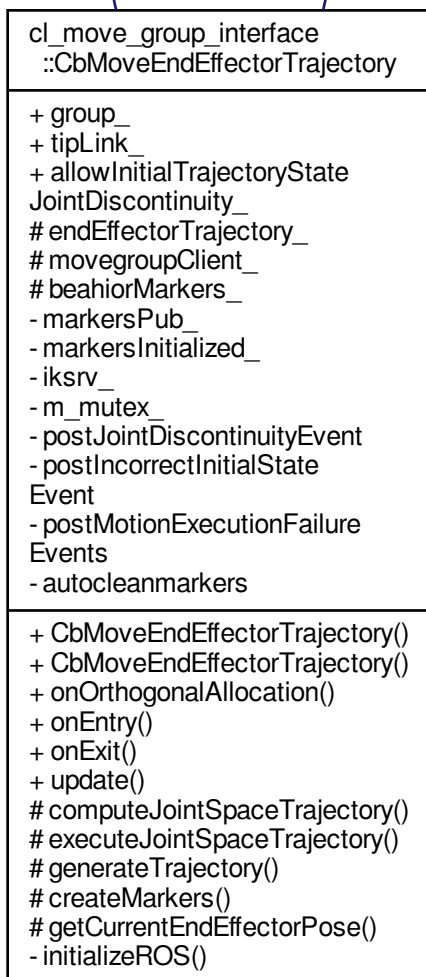 cl_move_group_interface
::CbMoveEndEffectorTrajectory
+ group_
+ tipLink_
+ allowInitialTrajectoryState
JointDiscontinuity_
# endEffectorTrajectory_
# movegroupClient_
# beahiorMarkers_
- markersPub_
- markersInitialized_
- iksrv_
- m_mutex_
- postJointDiscontinuityEvent
- postIncorrectInitialState
Event
- postMotionExecutionFailure
Events
- autocleanmarkers
+ CbMoveEndEffectorTrajectory()
+ CbMoveEndEffectorTrajectory()
+ onOrthogonalAllocation()
+ onEntry()
+ onExit()
+ update()
# computeJointSpaceTrajectory()
# executeJointSpaceTrajectory()
# generateTrajectory()
# createMarkers()
# getCurrentEndEffectorPose()
- initializeROS()